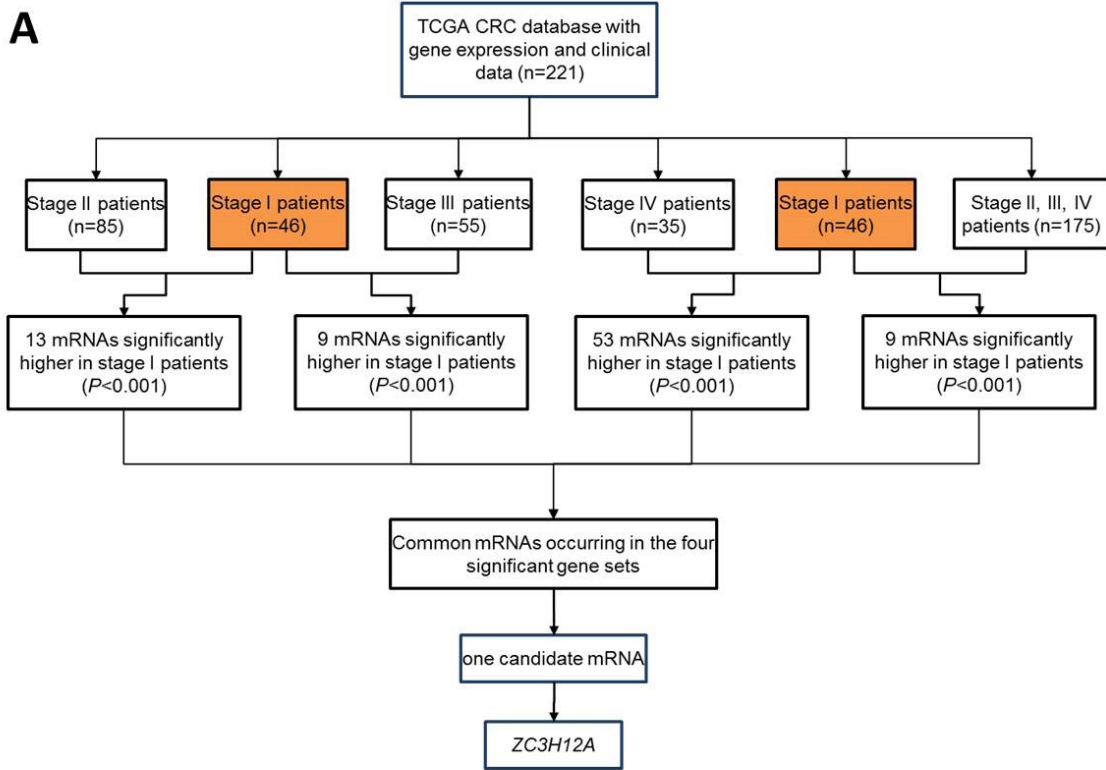 A
TCGA CRC database with
gene expression and clinical
data (n=221)
Stage II patients
(n=85)
Stage I patients
(n=46)
Stage III patients
(n=55)
Stage IV patients
(n=35)
Stage I patients
(n=46)
Stage II, III, IV
patients (n=175)
13 mRNAs significantly
higher in stage I patients
(P<0.001)
9 mRNAs significantly
higher in stage I patients
(P<0.001)
53 mRNAs significantly
higher in stage I patients
(P<0.001)
9 mRNAs significantly
higher in stage I patients
(P<0.001)
Common mRNAs occurring in the four
significant gene sets
one candidate mRNA
ZC3H12A